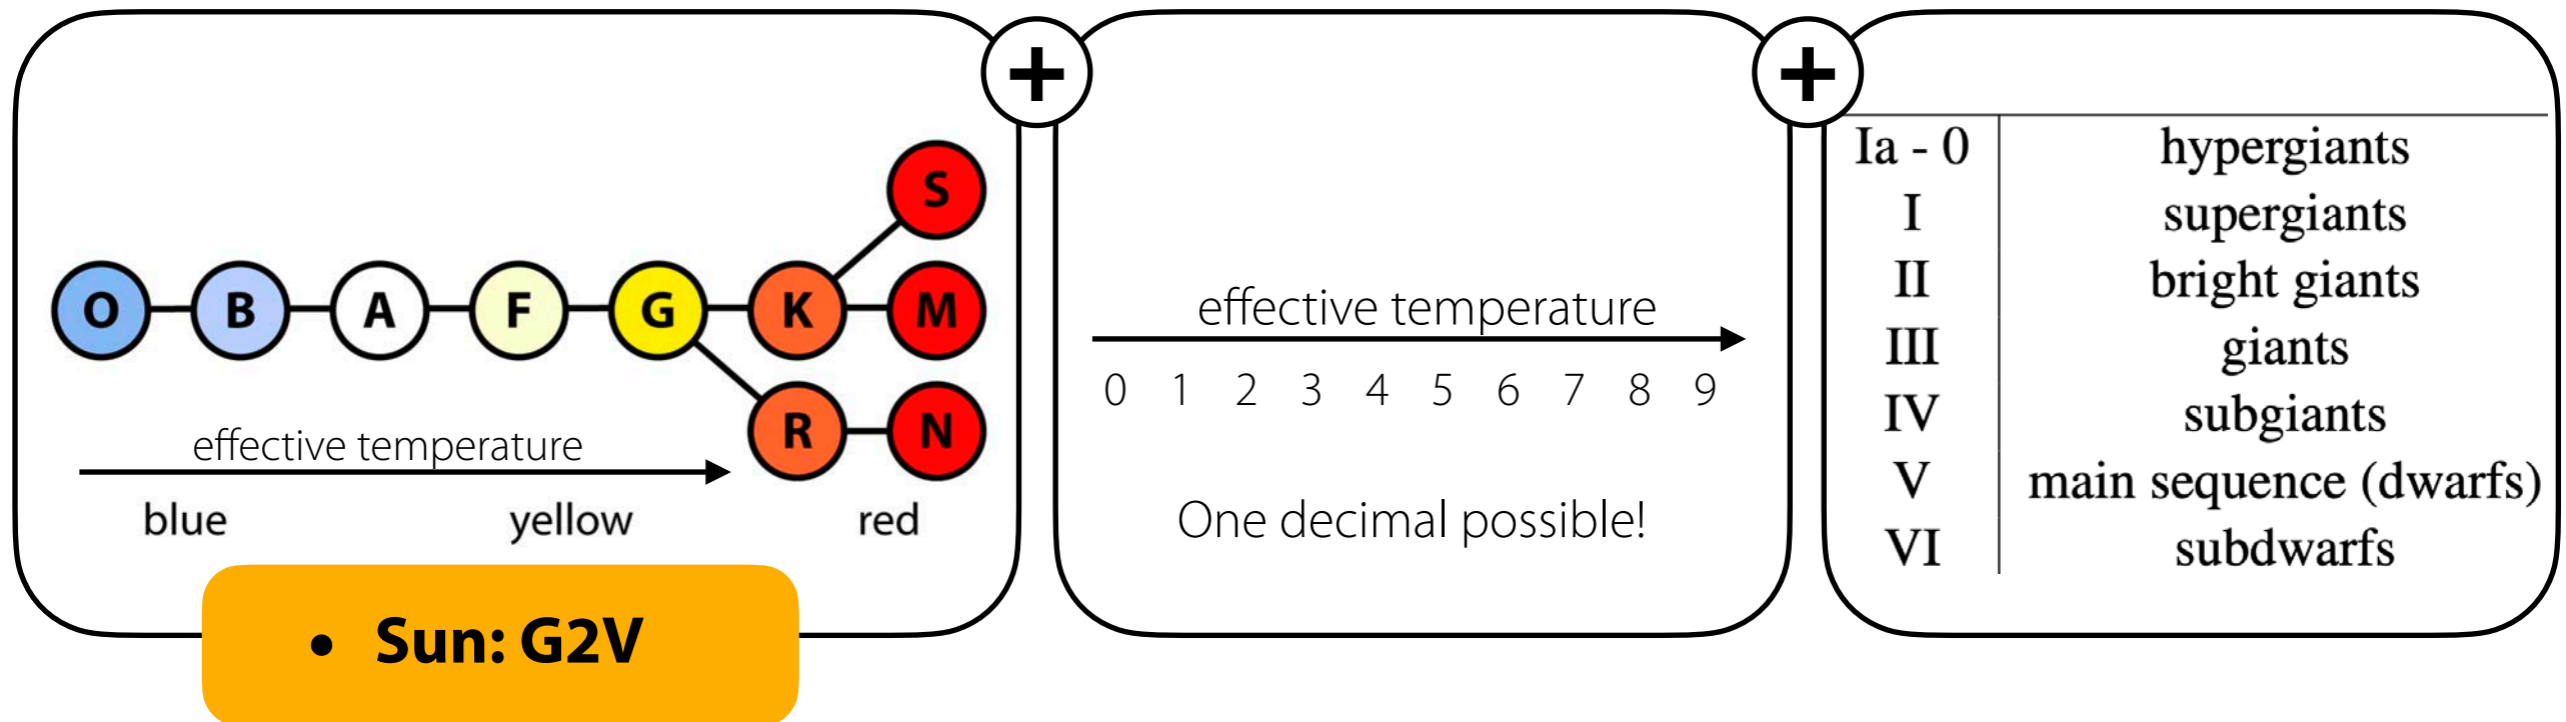 +
+
S
O B A F G K M
R N
effective temperature
blue yellow red
• Sun: G2V
effective temperature
0 1 2 3 4 5 6 7 8 9
One decimal possible!
Ia - 0 hypergiants
I supergiants
II bright giants
III giants
IV subgiants
V main sequence (dwarfs)
VI subdwarfs